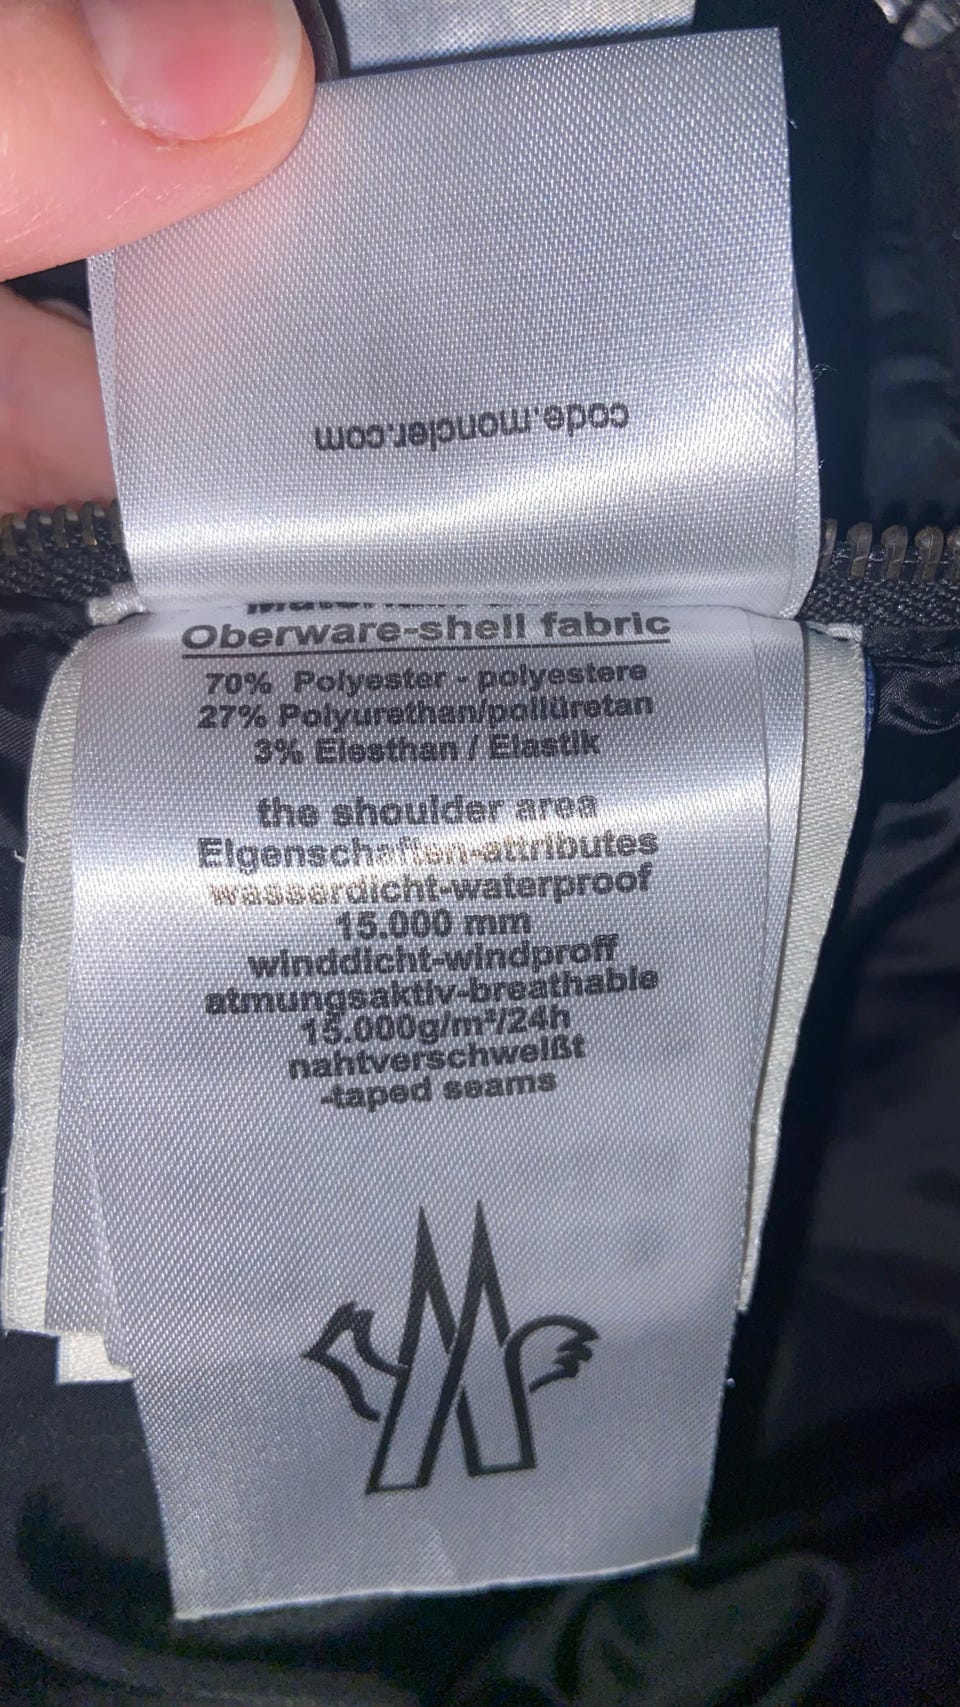 code.moncler.com
Oberware-shell fabric
70% Polyester - polyestere
27% Polyurethan/poliüretan
3% Elesthan / Elastik
the shoulder area
Eigenschaften-attributes
wasserdicht-waterproof
15.000 mm
winddicht-windproff
atmungsaktiv-breathable
15.000g/m²/24h
nahtverschweißt
-taped seams